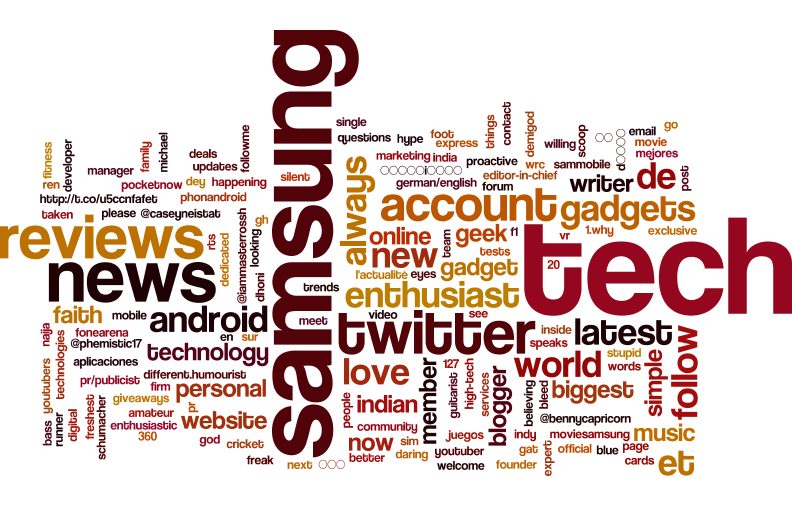 samsung
tech
news
reviews
twitter
account
gadgets
enthusiast
android
always
world
follow
latest
new
love
de
et
technology
website
personal
indian
now
member
blogger
biggest
music
simple
writer
geek
online
gadget
faith
single
questions
hype
foot
express
things
contact
demigod
willing
scoop
email
go
movie
mejores
post
marketing
india
proactive
wrc
sammobile
editor-in-chief
german/english
forum
fitness
developer
ren
manager
family
michael
deals
updates
followme
pocketnow
dey
happening
silent
http://t.co/u5ccnfafet
phonandroid
taken
please
@caseyneistat
rts
dedicated
@iammasterrossh
looking
gh
dhoni
team
f1
tests
vr
1.why
exclusive
20
l'actualite
eyes
trends
video
see
meet
inside
speaks
stupid
words
mobile
fonearena
@phemistic17
en
sur
naija
technologies
youtubers
aplicaciones
different.humourist
pr/publicist
firm
giveaways
pr
amateur
enthusiastic
360
freshest
schumacher
digital
runner
bass
god
cricket
freak
next
people
community
better
sim
daring
127
guitarist
high-tech
services
believing
bleed
@bennycapricorn
juegos
youtuber
welcome
indy
gat
founder
expert
moviesamsung
official
blue
page
cards